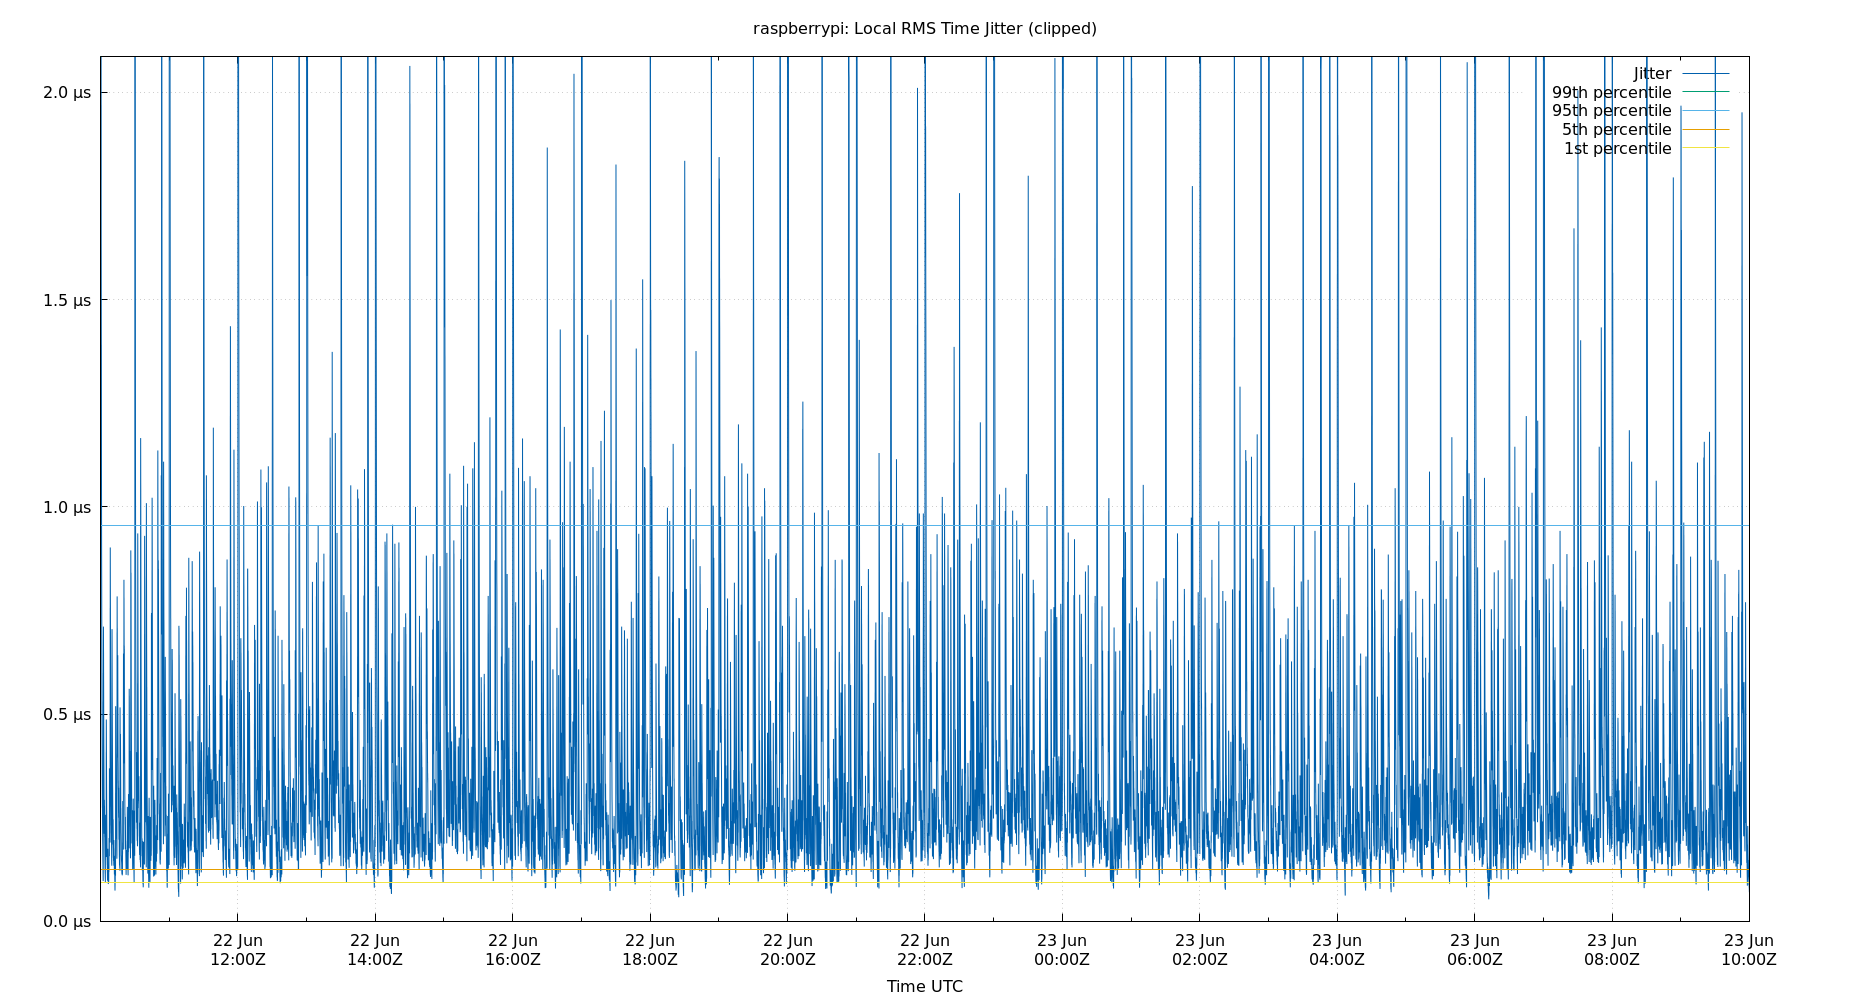 raspberrypi: Local RMS Time Jitter (clipped)
2.0 µs
1.5 µs
1.0 µs
0.5 µs
0.0 µs
Jitter
99th percentile
95th percentile
5th percentile
1st percentile
22 Jun 22 Jun 22 Jun 22 Jun 22 Jun 22 Jun 23 Jun 23 Jun 23 Jun 23 Jun 23 Jun 23 Jun
12:00Z 14:00Z 16:00Z 18:00Z 20:00Z 22:00Z 00:00Z 02:00Z 04:00Z 06:00Z 08:00Z 10:00Z
Time UTC